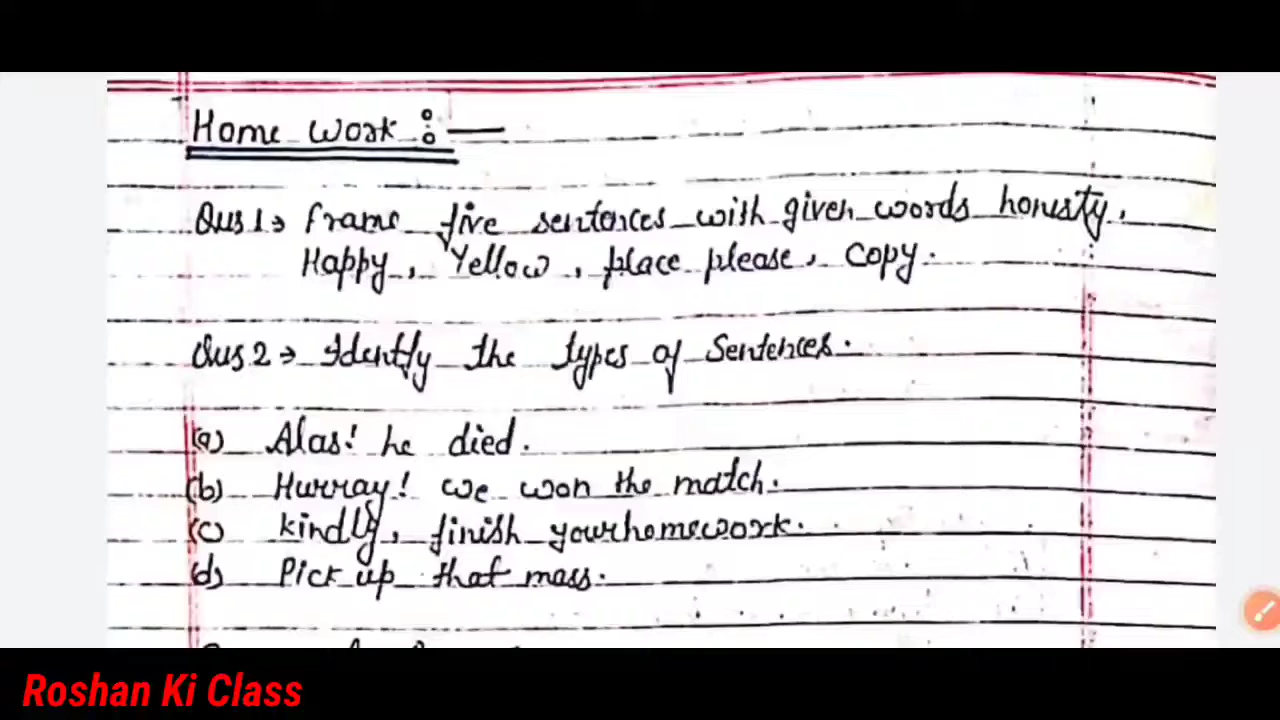 Home work :—
Qus 1→ frame five sentences with given words honesty,
Happy, Yellow, place please, Copy.
Qus 2→ Identify the types of Sentences.
(a) Alas! he died.
(b) Hurray! we won the match.
(c) kindly, finish yourhomework.
(d) Pick up that mess.
Roshan Ki Class